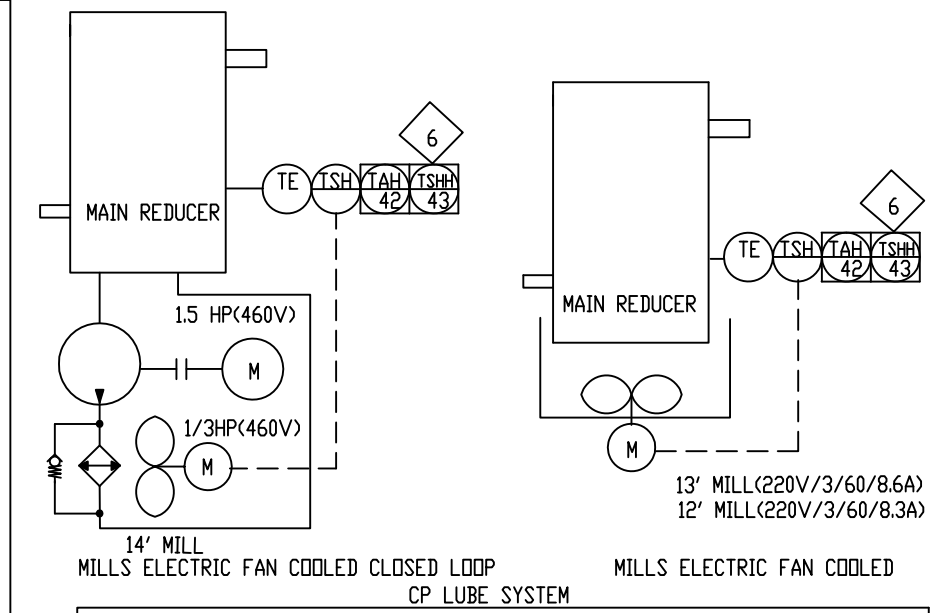 6
TE TSH TAH TSHH
42 43
MAIN REDUCER
1.5 HP(460V)
M
1/3HP(460V)
M
14' MILL
MILLS ELECTRIC FAN COOLED CLOSED LOOP
6
TE TSH TAH TSHH
42 43
MAIN REDUCER
M
13' MILL(220V/3/60/8.6A)
12' MILL(220V/3/60/8.3A)
MILLS ELECTRIC FAN COOLED
CP LUBE SYSTEM